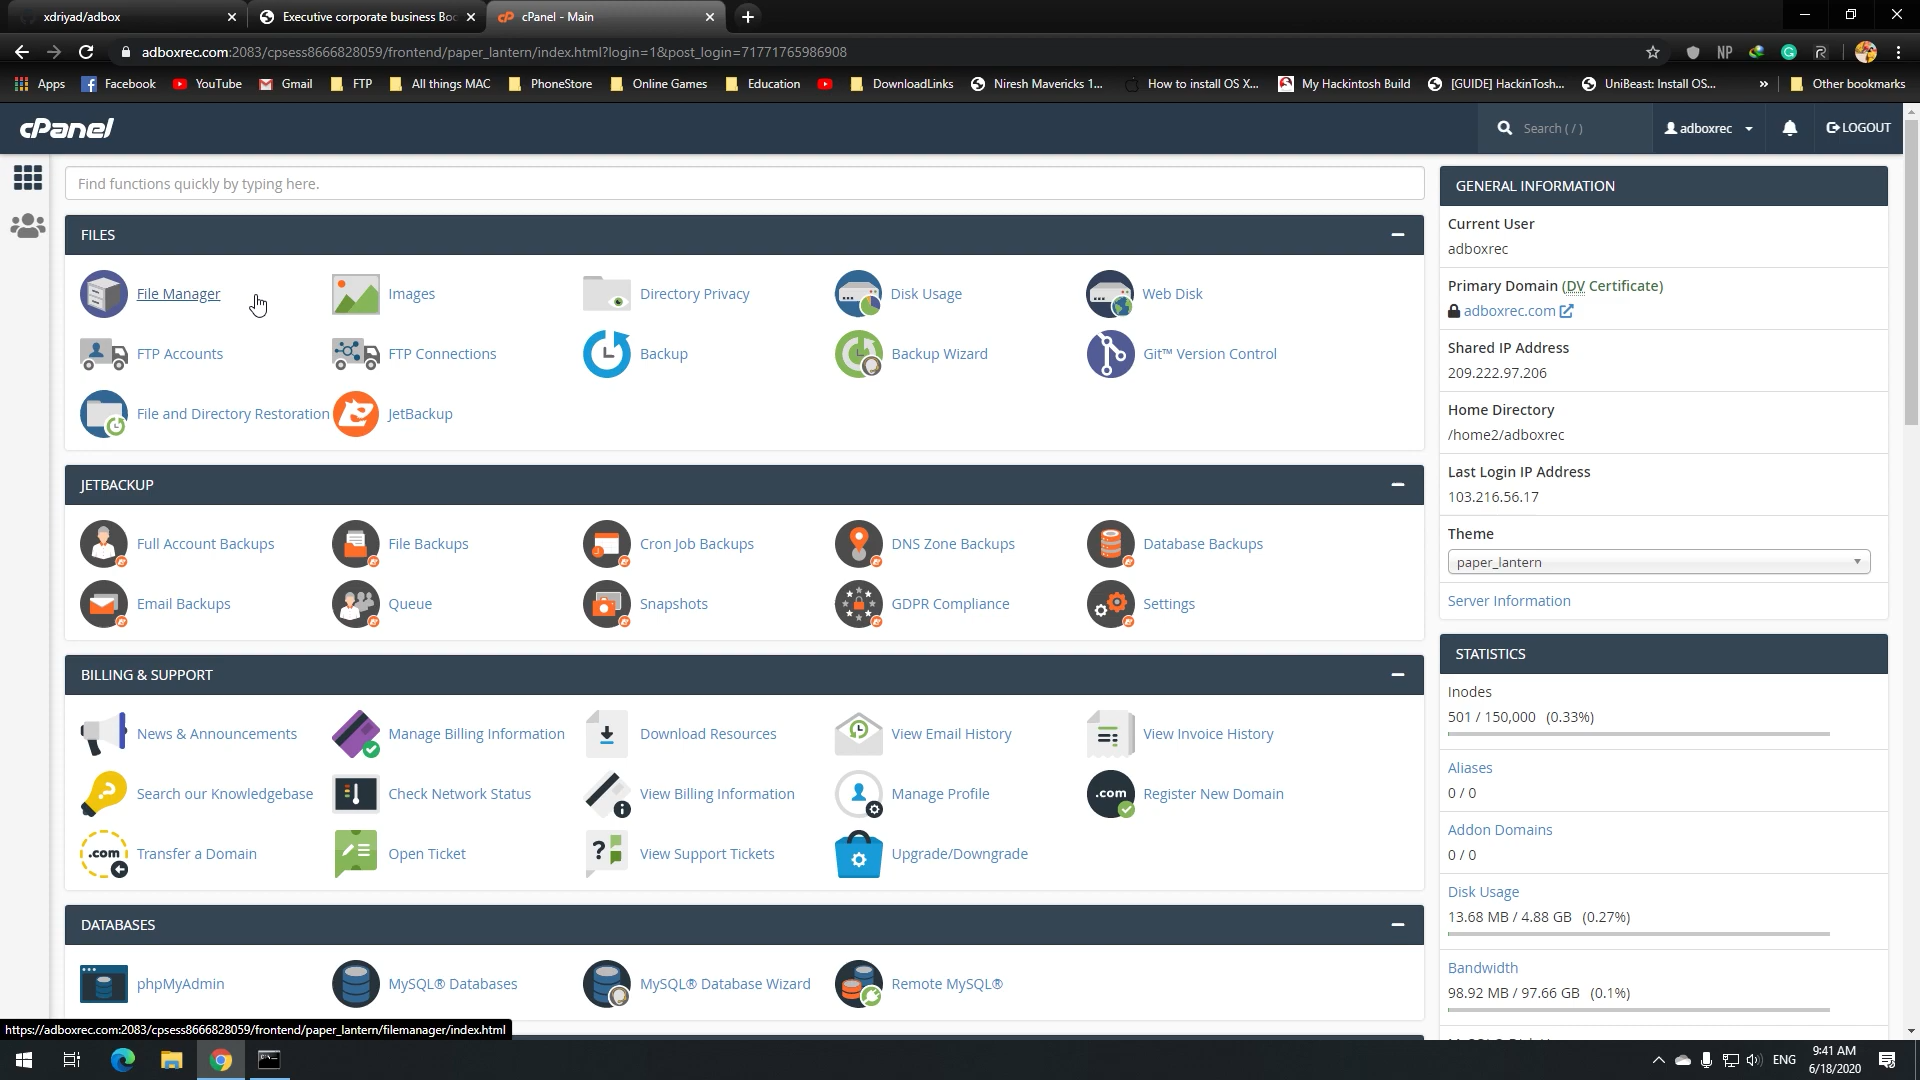 xdriyad/adbox
Executive corporate business Boo
cPanel - Main
adboxrec.com:2083/cpsess8666828059/frontend/paper_lantern/index.html?login=1&post_login=71771765986908
NP
Apps
Facebook
YouTube
Gmail
FTP
All things MAC
PhoneStore
Online Games
Education
DownloadLinks
Niresh Mavericks 1...
How to install OS X...
My Hackintosh Build
[GUIDE] HackinTosh...
UniBeast: Install OS...
»
Other bookmarks
cPanel
Search ( / )
adboxrec
LOGOUT
Find functions quickly by typing here.
FILES
File Manager
Images
Directory Privacy
Disk Usage
Web Disk
FTP Accounts
FTP Connections
Backup
Backup Wizard
Git™ Version Control
File and Directory Restoration
JetBackup
JETBACKUP
Full Account Backups
File Backups
Cron Job Backups
DNS Zone Backups
Database Backups
Email Backups
Queue
Snapshots
GDPR Compliance
Settings
BILLING & SUPPORT
News & Announcements
Manage Billing Information
Download Resources
View Email History
View Invoice History
Search our Knowledgebase
Check Network Status
View Billing Information
Manage Profile
.com
Register New Domain
.com
Transfer a Domain
Open Ticket
View Support Tickets
Upgrade/Downgrade
DATABASES
phpMyAdmin
MySQL® Databases
MySQL® Database Wizard
Remote MySQL®
GENERAL INFORMATION
Current User
adboxrec
Primary Domain (DV Certificate)
adboxrec.com
Shared IP Address
209.222.97.206
Home Directory
/home2/adboxrec
Last Login IP Address
103.216.56.17
Theme
paper_lantern
Server Information
STATISTICS
Inodes
501 / 150,000 (0.33%)
Aliases
0 / 0
Addon Domains
0 / 0
Disk Usage
13.68 MB / 4.88 GB (0.27%)
Bandwidth
98.92 MB / 97.66 GB (0.1%)
https://adboxrec.com:2083/cpsess8666828059/frontend/paper_lantern/filemanager/index.html
ENG
9:41 AM
6/18/2020